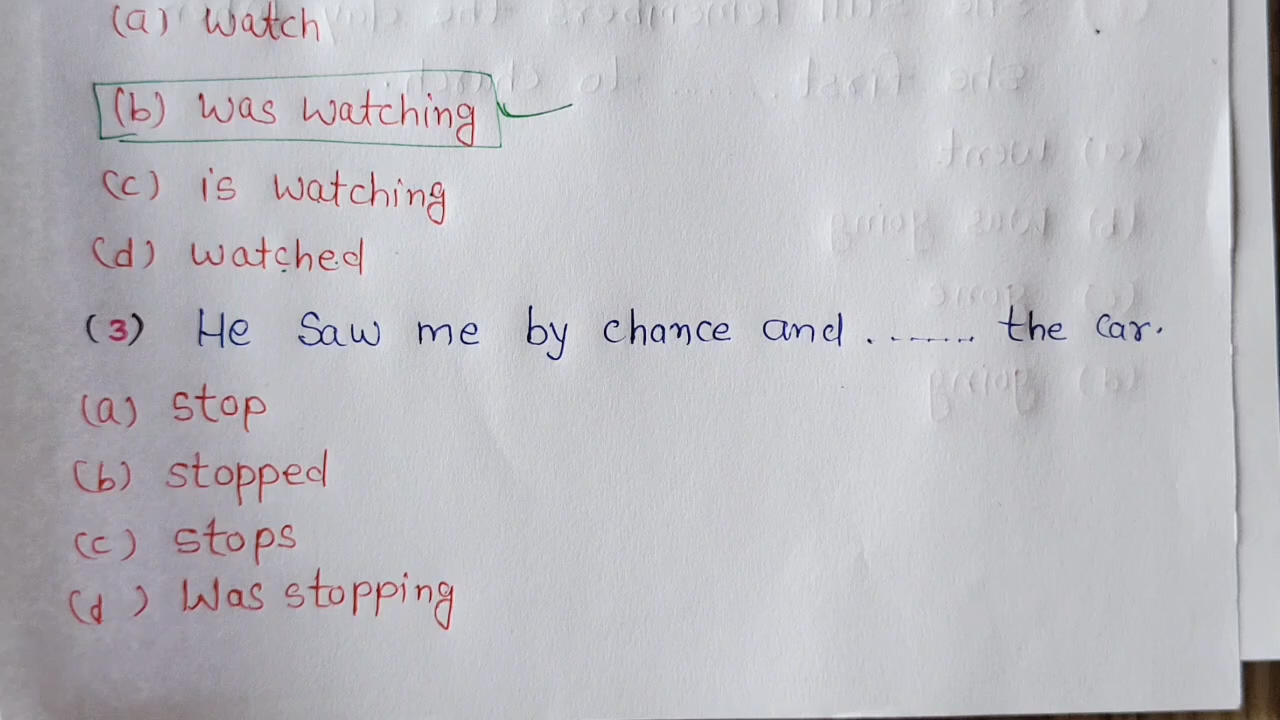 (a) watch
(b) was watching
(c) is watching
(d) watched
(3) He saw me by chance and ....... the car.
(a) stop
(b) stopped
(c) stops
(d) Was stopping